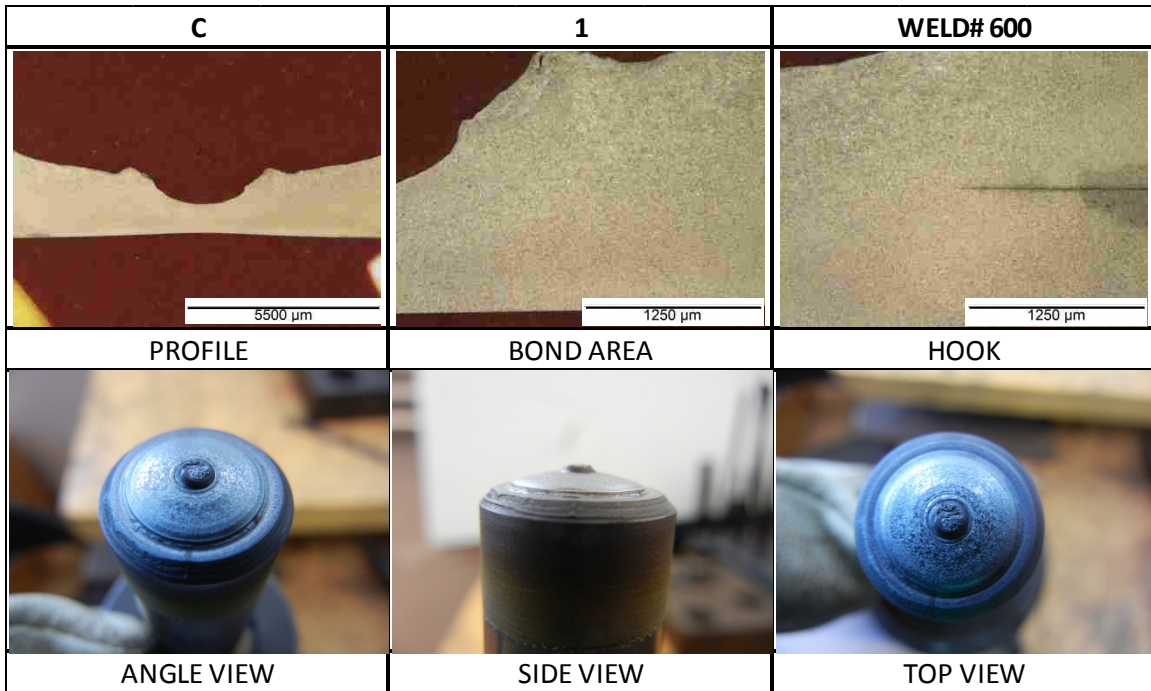 C 1 WELD# 600
5500 µm 1250 µm 1250 µm
PROFILE BOND AREA HOOK
ANGLE VIEW SIDE VIEW TOP VIEW